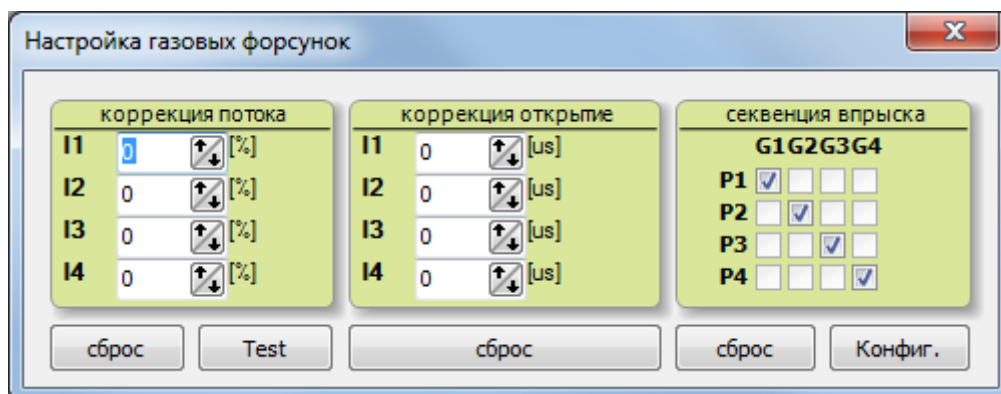 Настройка газовых форсунок
коррекция потока
I1 0 [%]
I2 0 [%]
I3 0 [%]
I4 0 [%]
сброс Test
коррекция открытие
I1 0 [us]
I2 0 [us]
I3 0 [us]
I4 0 [us]
сброс
секвенция впрыска
G1G2G3G4
P1
P2
P3
P4
сброс Конфиг.